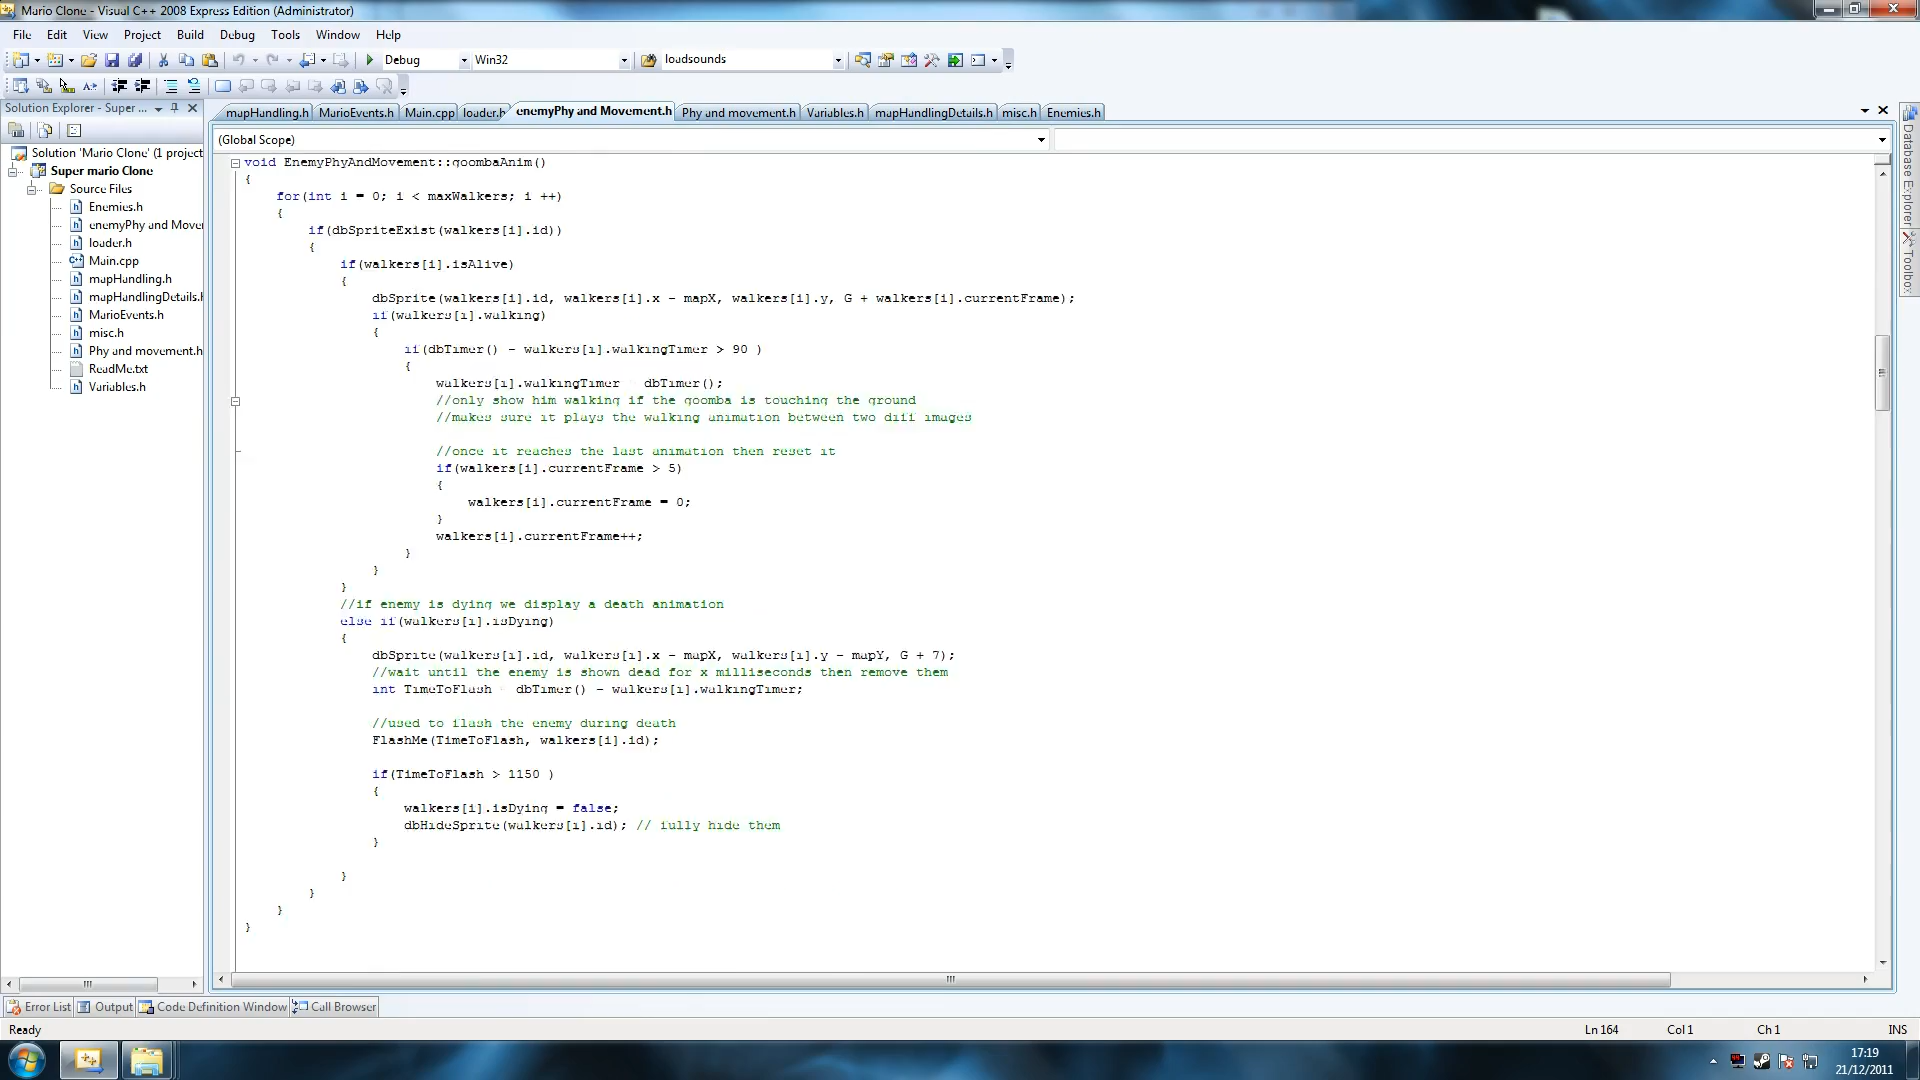 Mario Clone - Visual C++ 2008 Express Edition (Administrator)
File Edit View Project Build Debug Tools Window Help
Debug Win32 loadsounds
Solution Explorer - Super ...
mapHandling.h MarioEvents.h Main.cpp loader.h enemyPhy and Movement.h Phy and movement.h Variables.h mapHandlingDetails.h misc.h Enemies.h
(Global Scope)
Solution 'Mario Clone' (1 project
Super mario Clone
Source Files
Enemies.h
enemyPhy and Mover
loader.h
Main.cpp
mapHandling.h
mapHandlingDetails.h
MarioEvents.h
misc.h
Phy and movement.h
ReadMe.txt
Variables.h
void EnemyPhyAndMovement::goombaAnim()
{
for(int i = 0; i < maxWalkers; i ++)
{
if(dbSpriteExist(walkers[i].id))
{
if(walkers[i].isAlive)
{
dbSprite(walkers[i].id, walkers[i].x - mapX, walkers[i].y, G + walkers[i].currentFrame);
if(walkers[i].walking)
{
if(dbTimer() - walkers[i].walkingTimer > 90 )
{
walkers[i].walkingTimer = dbTimer();
//only show him walking if the goomba is touching the ground
//makes sure it plays the walking animation between two diff images
//once it reaches the last animation then reset it
if(walkers[i].currentFrame > 5)
{
walkers[i].currentFrame = 0;
}
walkers[i].currentFrame++;
}
}
}
//if enemy is dying we display a death animation
else if(walkers[i].isDying)
{
dbSprite(walkers[i].id, walkers[i].x - mapX, walkers[i].y - mapY, G + 7);
//wait until the enemy is shown dead for x milliseconds then remove them
int TimeToFlash = dbTimer() - walkers[i].walkingTimer;
//used to flash the enemy during death
FlashMe(TimeToFlash, walkers[i].id);
if(TimeToFlash > 1150 )
{
walkers[i].isDying = false;
dbHideSprite(walkers[i].id); // fully hide them
}
}
}
}
}
Database Explorer
Toolbox
Error List Output Code Definition Window Call Browser
Ready Ln 164 Col 1 Ch 1 INS
17:19
21/12/2011